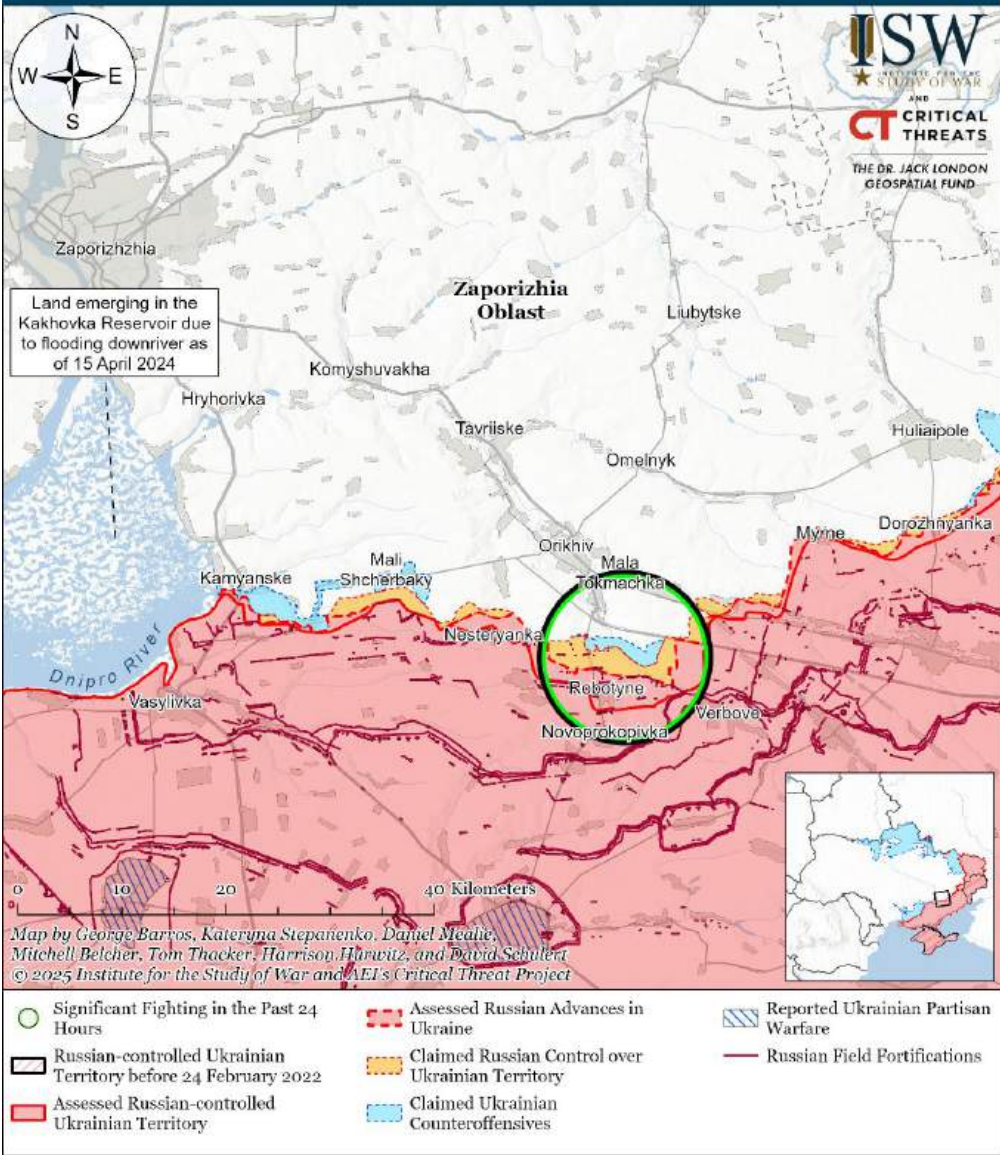 N
W
E
S
ISW
INSTITUTE FOR THE
STUDY OF WAR
AND
CT CRITICAL
THREATS
THE DR. JACK LONDON
GEOSPATIAL FUND
Zaporizhzhia
Land emerging in the
Kakhovka Reservoir due
to flooding downriver as
of 15 April 2024
Zaporizhia
Oblast
Liubytske
Komyshuvakha
Hryhorivka
Tavriiske
Huliaipole
Omelnyk
Orikhiv
Myrne
Dorozhnyanka
Kamyanske
Mali
Shcherbaky
Mala
Tokmachka
Nesteryanka
Dnipro River
Vasylivka
Robotyne
Verbove
Novoprokopivka
0
10
20
40 Kilometers
Map by George Barros, Kateryna Stepanenko, Daniel Mealie,
Mitchell Belcher, Tom Thacker, Harrison Hurwitz, and David Schulert
© 2025 Institute for the Study of War and AEI's Critical Threat Project
Significant Fighting in the Past 24
Hours
Russian-controlled Ukrainian
Territory before 24 February 2022
Assessed Russian-controlled
Ukrainian Territory
Assessed Russian Advances in
Ukraine
Claimed Russian Control over
Ukrainian Territory
Claimed Ukrainian
Counteroffensives
Reported Ukrainian Partisan
Warfare
Russian Field Fortifications